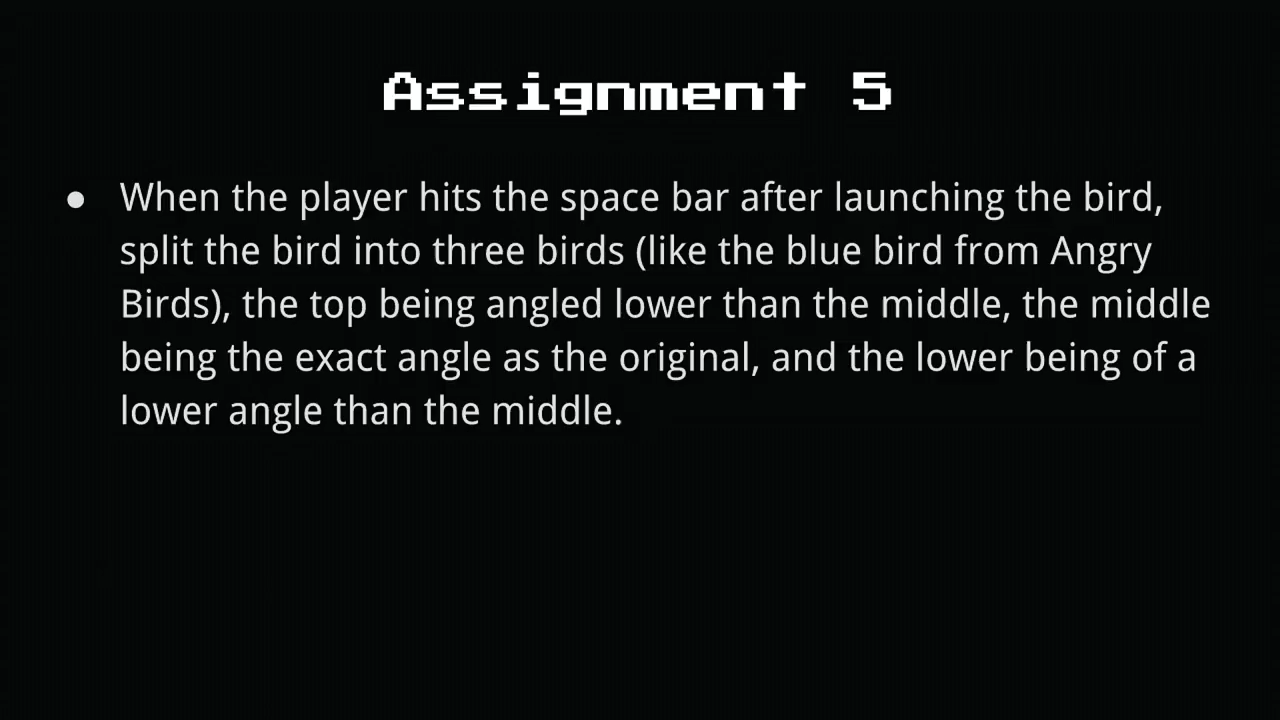 Assignment 5
● When the player hits the space bar after launching the bird,
split the bird into three birds (like the blue bird from Angry
Birds), the top being angled lower than the middle, the middle
being the exact angle as the original, and the lower being of a
lower angle than the middle.